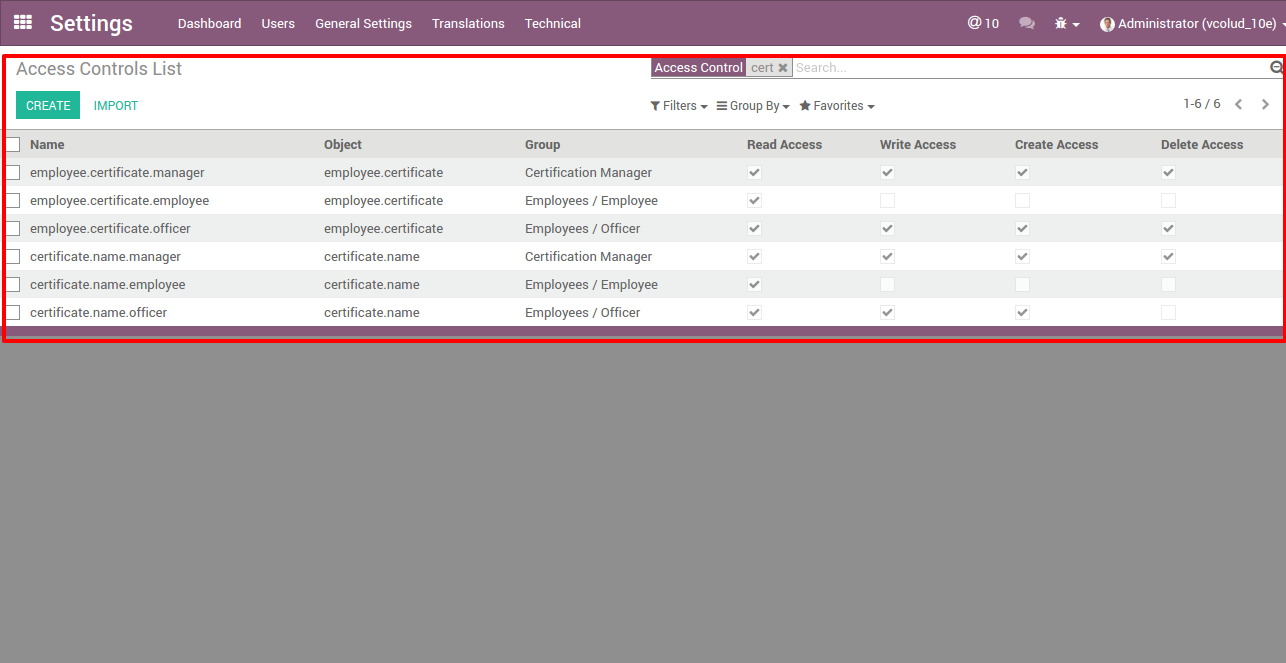 Settings Dashboard Users General Settings Translations Technical @ 10 Administrator (vcolud_10e)
Access Controls List Access Control cert Search...
CREATE IMPORT Filters Group By Favorites 1-6 / 6
Name Object Group Read Access Write Access Create Access Delete Access
employee.certificate.manager employee.certificate Certification Manager
employee.certificate.employee employee.certificate Employees / Employee
employee.certificate.officer employee.certificate Employees / Officer
certificate.name.manager certificate.name Certification Manager
certificate.name.employee certificate.name Employees / Employee
certificate.name.officer certificate.name Employees / Officer